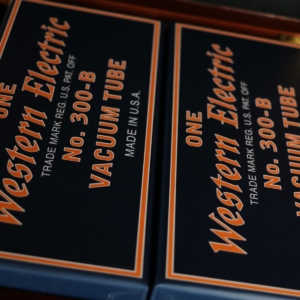 ONE
Western Electric
TRADE MARK REG. U.S. PAT. OFF
No. 300-B
VACUUM TUBE
MADE IN U.S.A.
ONE
Western Electric
TRADE MARK REG. U.S. PAT. OFF
No. 300-B
VACUUM TUBE